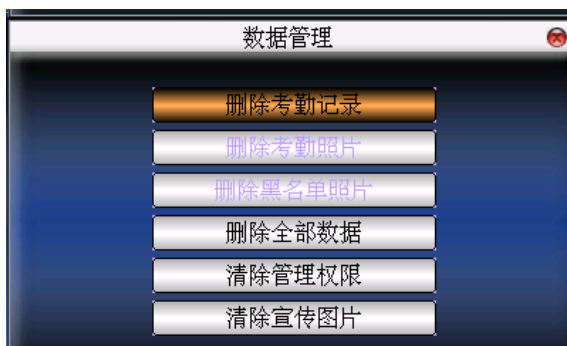 数据管理
删除考勤记录
删除考勤照片
删除黑名单照片
删除全部数据
清除管理权限
清除宣传图片